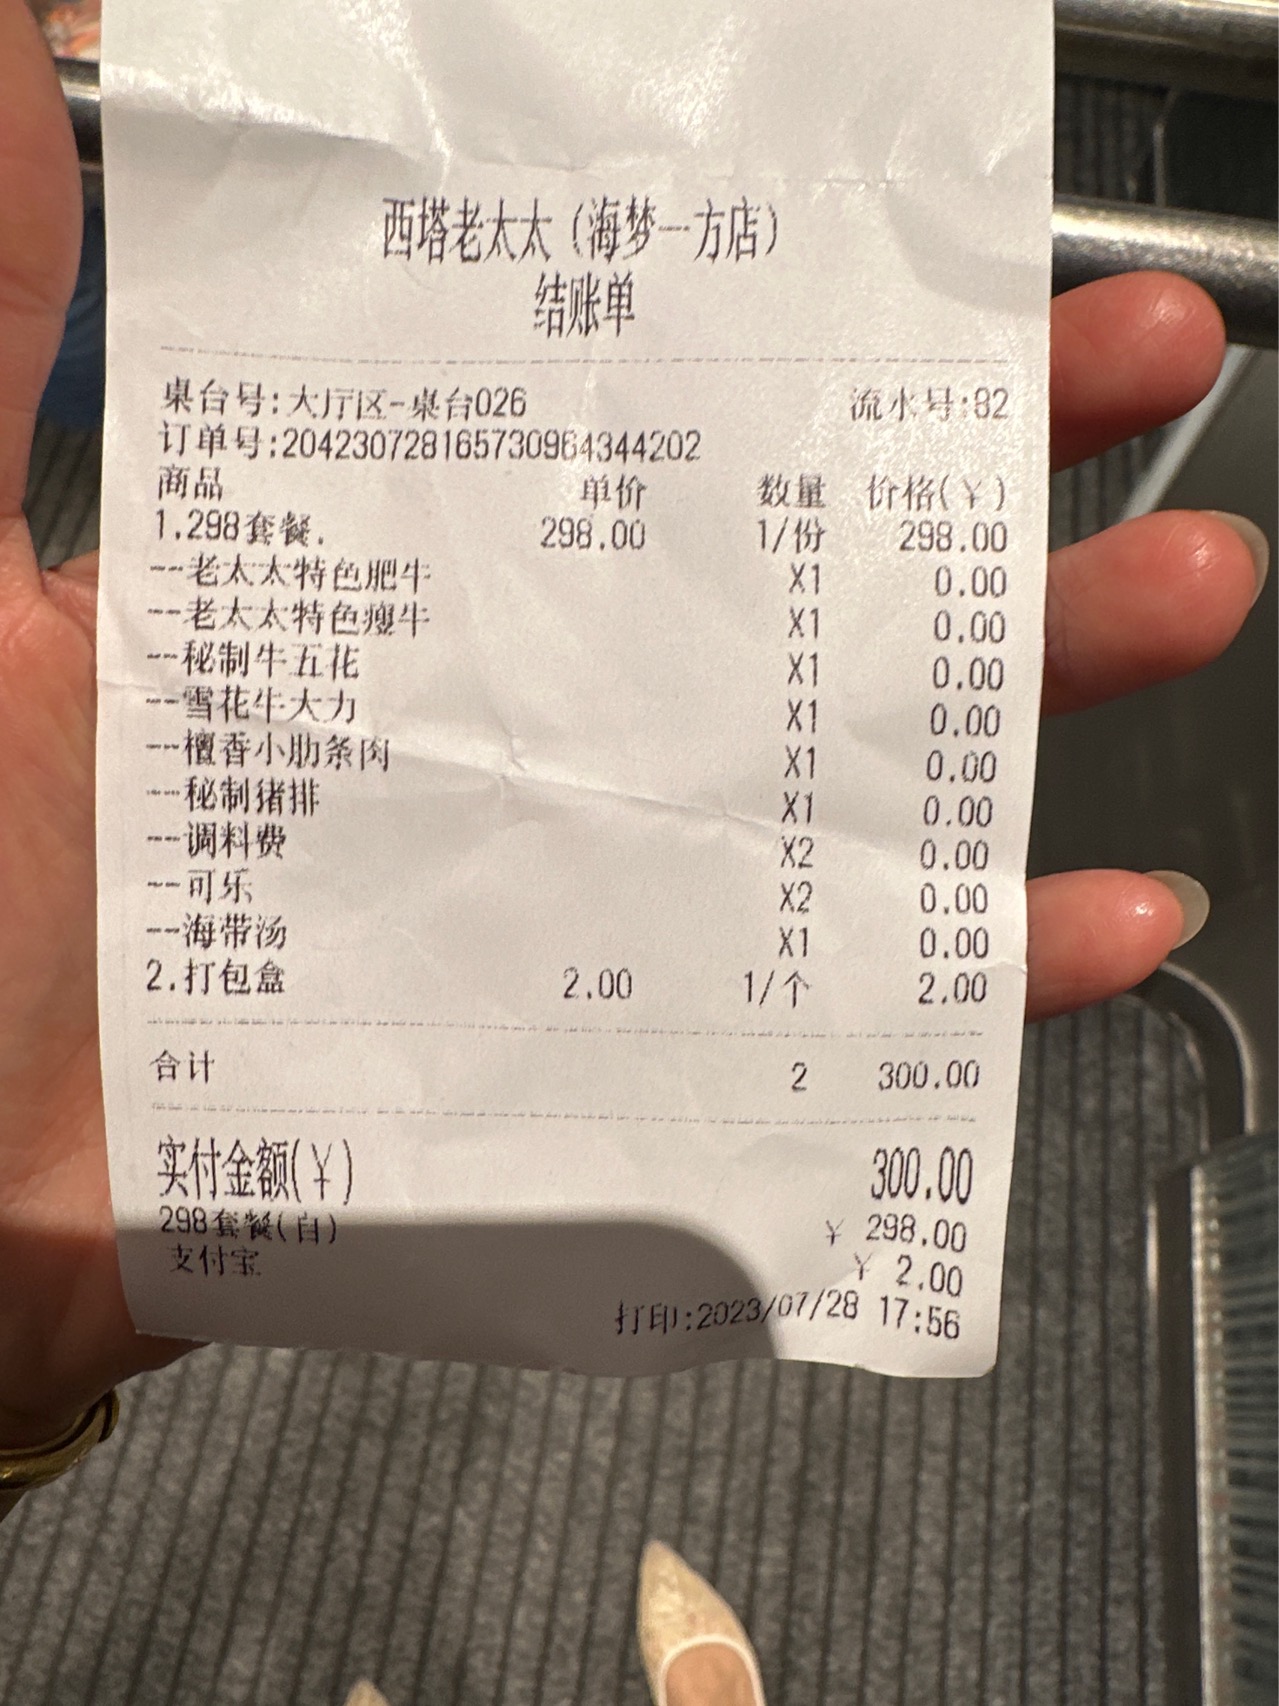 西塔老太太（海梦一方店）
结账单
桌台号:大厅区-桌台026 流水号:82
订单号:204230728165730964344202
商品 单价 数量 价格(￥)
1.298套餐. 298.00 1/份 298.00
--老太太特色肥牛 X1 0.00
--老太太特色瘦牛 X1 0.00
--秘制牛五花 X1 0.00
--雪花牛大力 X1 0.00
--檀香小肋条肉 X1 0.00
--秘制猪排 X1 0.00
--调料费 X2 0.00
--可乐 X2 0.00
--海带汤 X1 0.00
2.打包盒 2.00 1/个 2.00
合计 2 300.00
实付金额(￥) 300.00
298套餐(自) ￥ 298.00
支付宝 ￥ 2.00
打印:2023/07/28 17:56